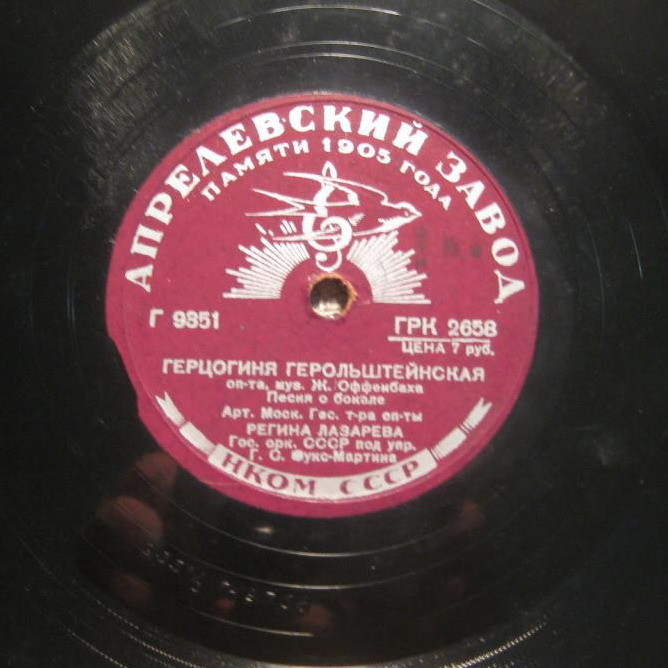 АПРЕЛЕВСКИЙ ЗАВОД
ПАМЯТИ 1905 ГОДА
Г 9351
ГРК 2658
ЦЕНА 7 руб.
ГЕРЦОГИНЯ ГЕРОЛЬШТЕЙНСКАЯ
оп-та, муз. Ж. Оффенбаха
Песня о бокале
Арт. Моск. Гос. т-ра оп-ты
РЕГИНА ЛАЗАРЕВА
Гос. орк. СССР под упр.
Г. С. Фукс-Мартина
НКОМ СССР